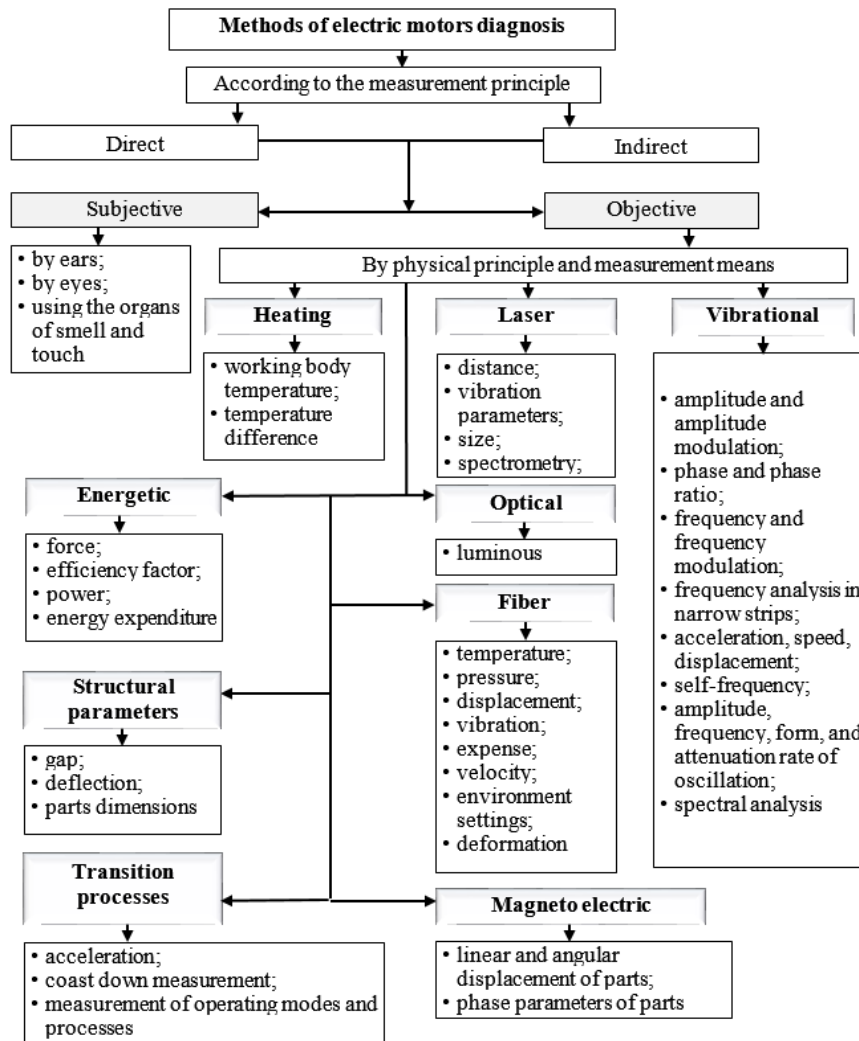 Methods of electric motors diagnosis
According to the measurement principle
Direct
Indirect
Subjective
Objective
• by ears;
• by eyes;
• using the organs
of smell and
touch
By physical principle and measurement means
Heating
• working body
temperature;
• temperature
difference
Laser
• distance;
• vibration
parameters;
• size;
• spectrometry;
Vibrational
• amplitude and
amplitude
modulation;
• phase and phase
ratio;
• frequency and
frequency
modulation;
• frequency analysis in
narrow strips;
• acceleration, speed,
displacement;
• self-frequency;
• amplitude,
frequency, form, and
attenuation rate of
oscillation;
• spectral analysis
Energetic
• force;
• efficiency factor;
• power;
• energy expenditure
Optical
• luminous
Fiber
• temperature;
• pressure;
• displacement;
• vibration;
• expense;
• velocity;
• environment
settings;
• deformation
Structural
parameters
• gap;
• deflection;
• parts dimensions
Transition
processes
• acceleration;
• coast down measurement;
• measurement of operating modes and
processes
Magneto electric
• linear and angular
displacement of parts;
• phase parameters of parts